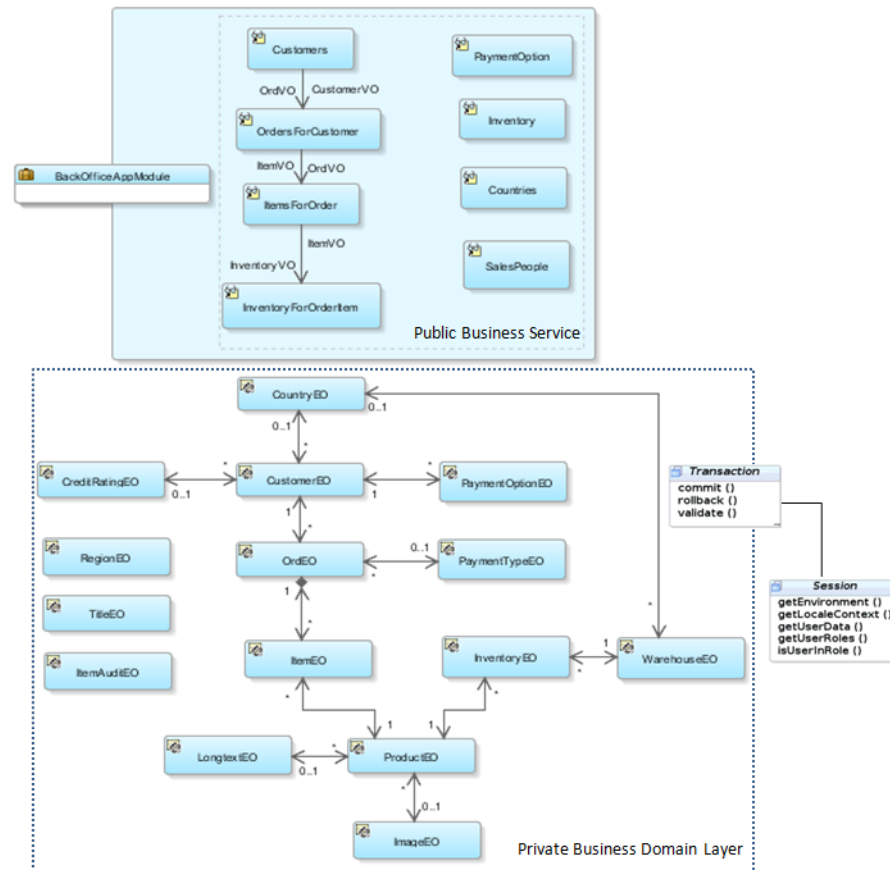 Customers
PaymentOption
OrdVO
CustomerVO
OrdersForCustomer
Inventory
ItemVO
OrdVO
BackOfficeAppModule
ItemsForOrder
Countries
ItemVO
InventoryVO
SalesPeople
InventoryForOrderItem
Public Business Service
CountryEO
0..1
0..1
*
CreditRatingEO
*
0..1
CustomerEO
1
*
PaymentOptionEO
1
*
Transaction
commit ()
rollback ()
validate ()
RegionEO
OrdEO
0..1
*
PaymentTypeEO
1
*
TitleEO
Session
getEnvironment ()
getLocaleContext ()
getUserData ()
getUserRoles ()
isUserInRole ()
*
ItemAuditEO
ItemEO
InventoryEO
1
*
WarehouseEO
*
*
1
1
LongtextEO
*
0..1
ProductEO
*
0..1
ImageEO
Private Business Domain Layer